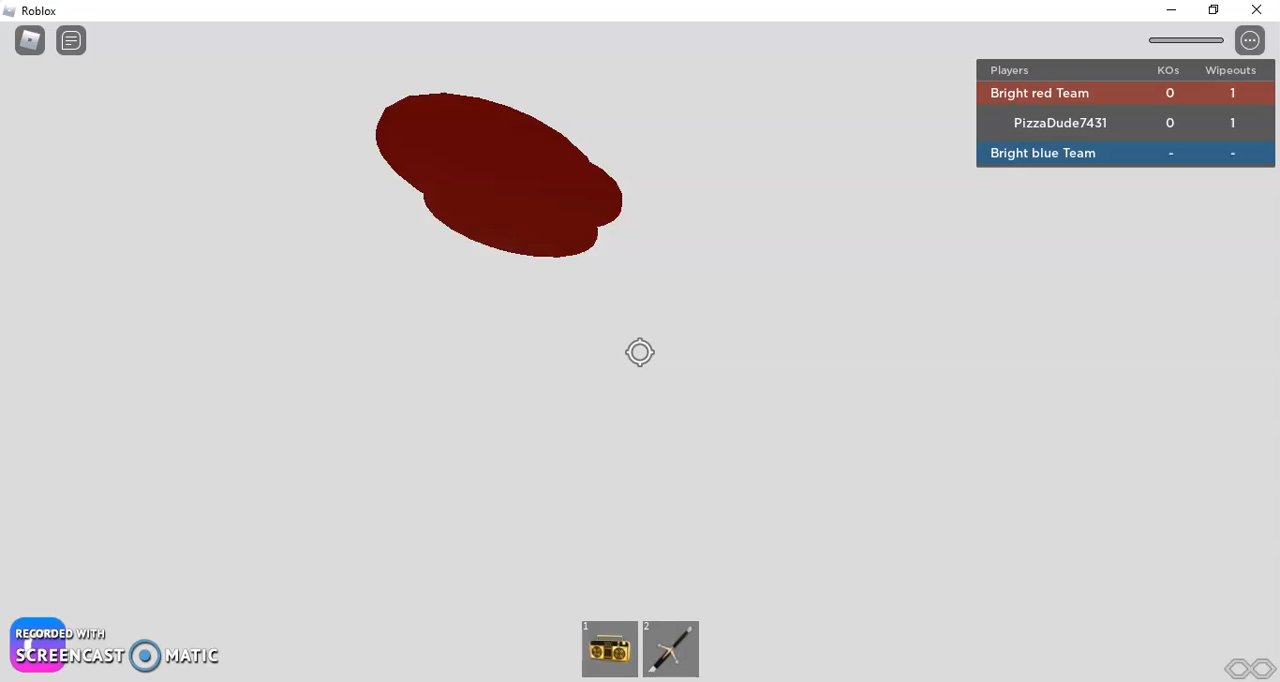 Roblox
Players KOs Wipeouts
Bright red Team 0 1
PizzaDude7431 0 1
Bright blue Team - -
1 2
RECORDED WITH
SCREENCAST MATIC